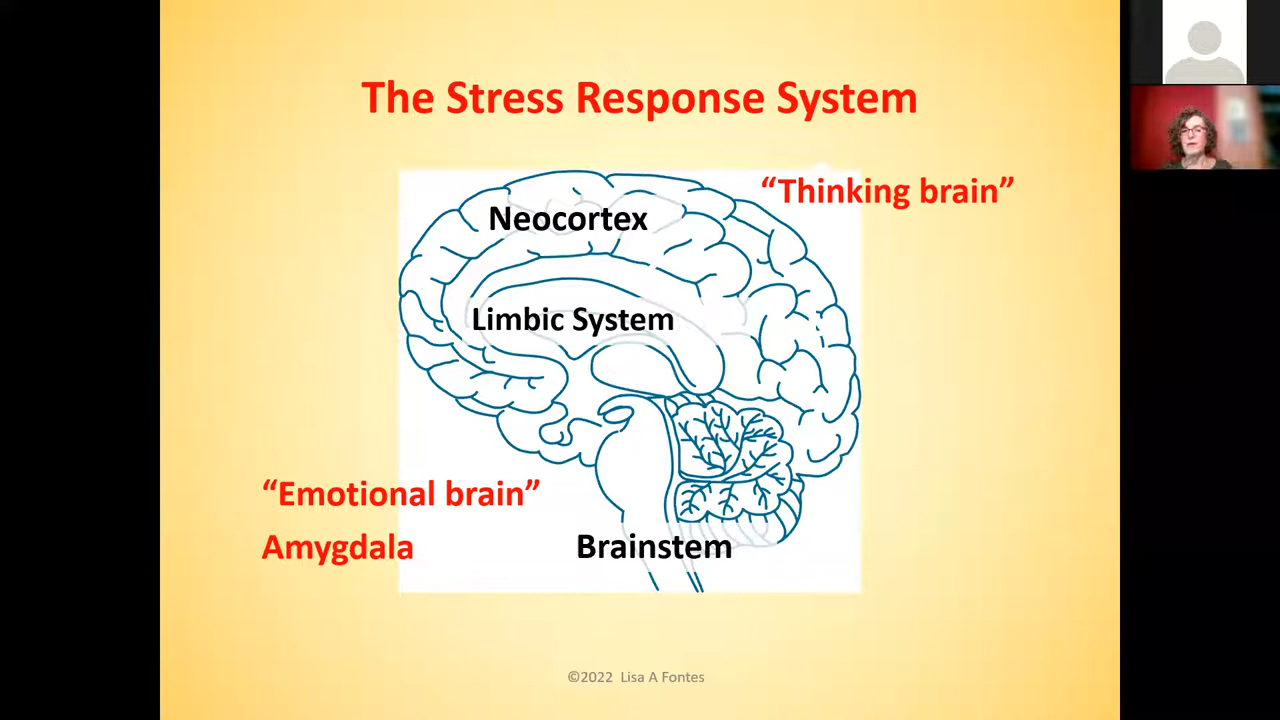 The Stress Response System
“Thinking brain”
Neocortex
Limbic System
“Emotional brain”
Amygdala
Brainstem
©2022 Lisa A Fontes